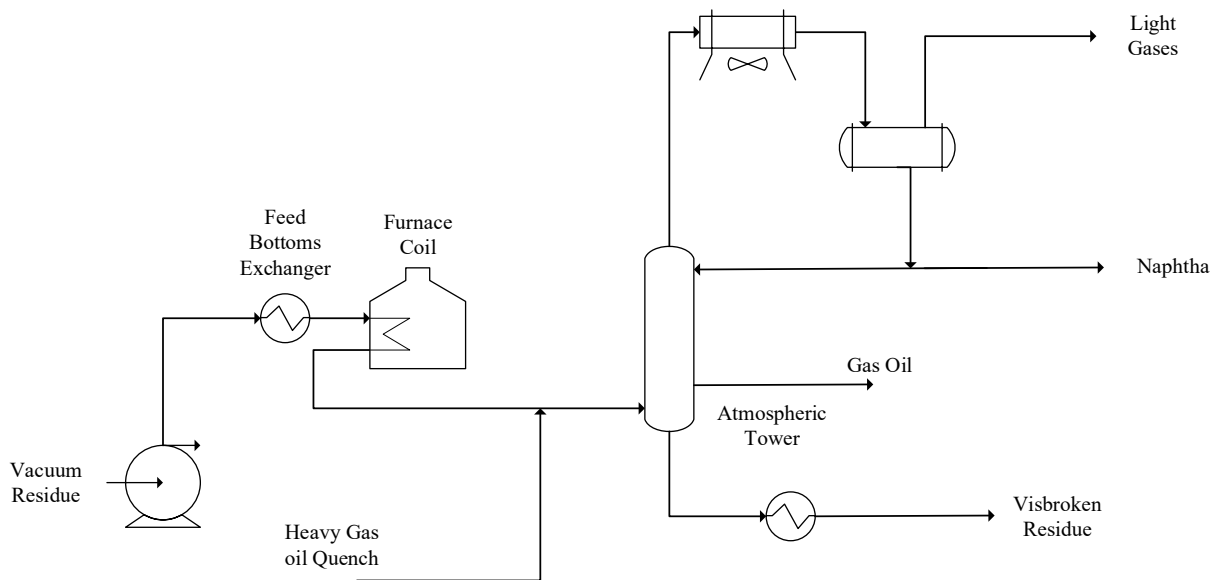 Light
Gases
Feed
Bottoms
Exchanger
Furnace
Coil
Naphtha
Gas Oil
Atmospheric
Tower
Vacuum
Residue
Visbroken
Residue
Heavy Gas
oil Quench